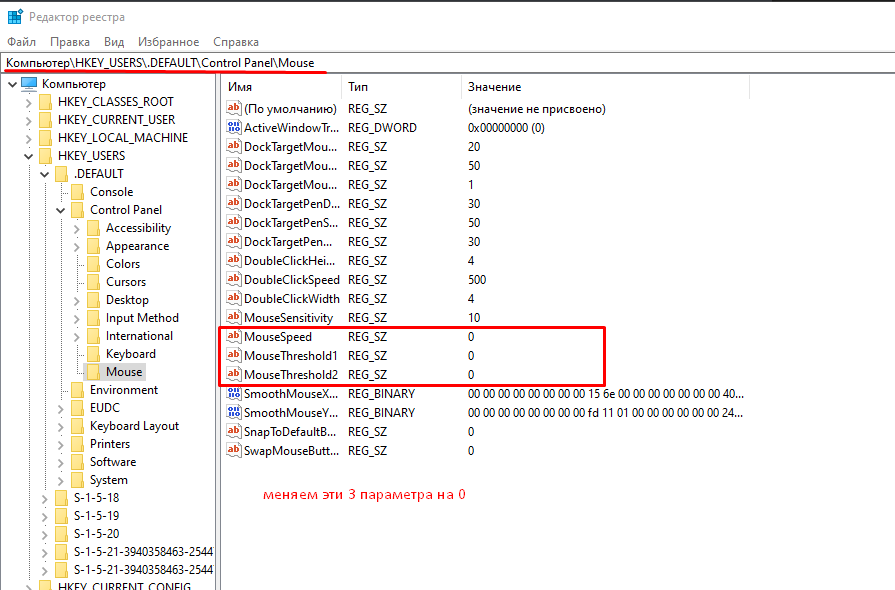 Редактор реестра
Файл Правка Вид Избранное Справка
Компьютер\HKEY_USERS\.DEFAULT\Control Panel\Mouse
Компьютер
HKEY_CLASSES_ROOT
HKEY_CURRENT_USER
HKEY_LOCAL_MACHINE
HKEY_USERS
.DEFAULT
Console
Control Panel
Accessibility
Appearance
Colors
Cursors
Desktop
Input Method
International
Keyboard
Mouse
Environment
EUDC
Keyboard Layout
Printers
Software
System
S-1-5-18
S-1-5-19
S-1-5-20
S-1-5-21-3940358463-2544
S-1-5-21-3940358463-2544
HKEY_CURRENT_CONFIG
Имя Тип Значение
(По умолчанию) REG_SZ (значение не присвоено)
ActiveWindowTr... REG_DWORD 0x00000000 (0)
DockTargetMou... REG_SZ 20
DockTargetMou... REG_SZ 50
DockTargetMou... REG_SZ 1
DockTargetPenD... REG_SZ 30
DockTargetPenS... REG_SZ 50
DockTargetPen... REG_SZ 30
DoubleClickHei... REG_SZ 4
DoubleClickSpeed REG_SZ 500
DoubleClickWidth REG_SZ 4
MouseSensitivity REG_SZ 10
MouseSpeed REG_SZ 0
MouseThreshold1 REG_SZ 0
MouseThreshold2 REG_SZ 0
SmoothMouseX... REG_BINARY 00 00 00 00 00 00 00 00 15 6e 00 00 00 00 00 00 00 40...
SmoothMouseY... REG_BINARY 00 00 00 00 00 00 00 00 fd 11 01 00 00 00 00 00 00 24...
SnapToDefaultB... REG_SZ 0
SwapMouseButt... REG_SZ 0
меняем эти 3 параметра на 0